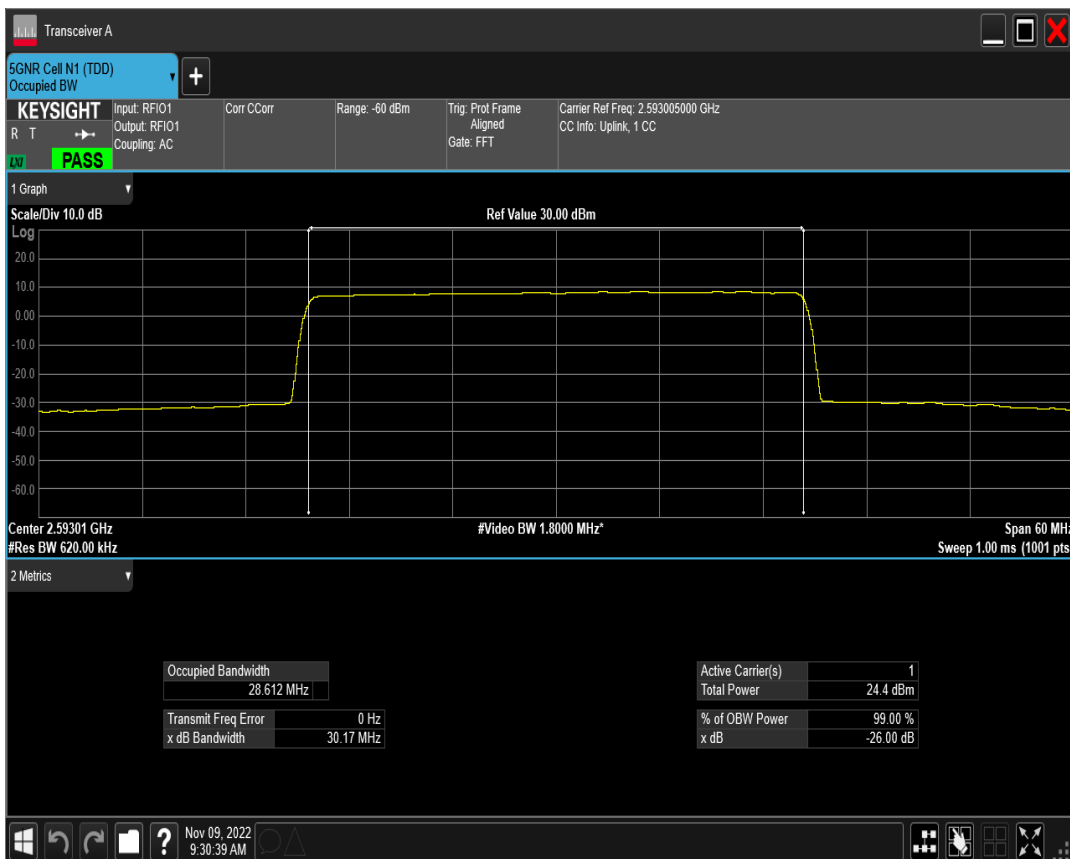 Transceiver A
5GNR Cell N1 (TDD)
Occupied BW
+
KEYSIGHT
R T
LXI
PASS
Input: RFIO1
Output: RFIO1
Coupling: AC
Corr CCorr
Range: -60 dBm
Trig: Prot Frame
Aligned
Gate: FFT
Carrier Ref Freq: 2.593005000 GHz
CC Info: Uplink, 1 CC
1 Graph
Scale/Div 10.0 dB
Ref Value 30.00 dBm
Log
20.0
10.0
0.00
-10.0
-20.0
-30.0
-40.0
-50.0
-60.0
Center 2.59301 GHz
#Video BW 1.8000 MHz*
Span 60 MHz
#Res BW 620.00 kHz
Sweep 1.00 ms (1001 pts
2 Metrics
Occupied Bandwidth
28.612 MHz
Transmit Freq Error 0 Hz
x dB Bandwidth 30.17 MHz
Active Carrier(s) 1
Total Power 24.4 dBm
% of OBW Power 99.00 %
x dB -26.00 dB
?
Nov 09, 2022
9:30:39 AM